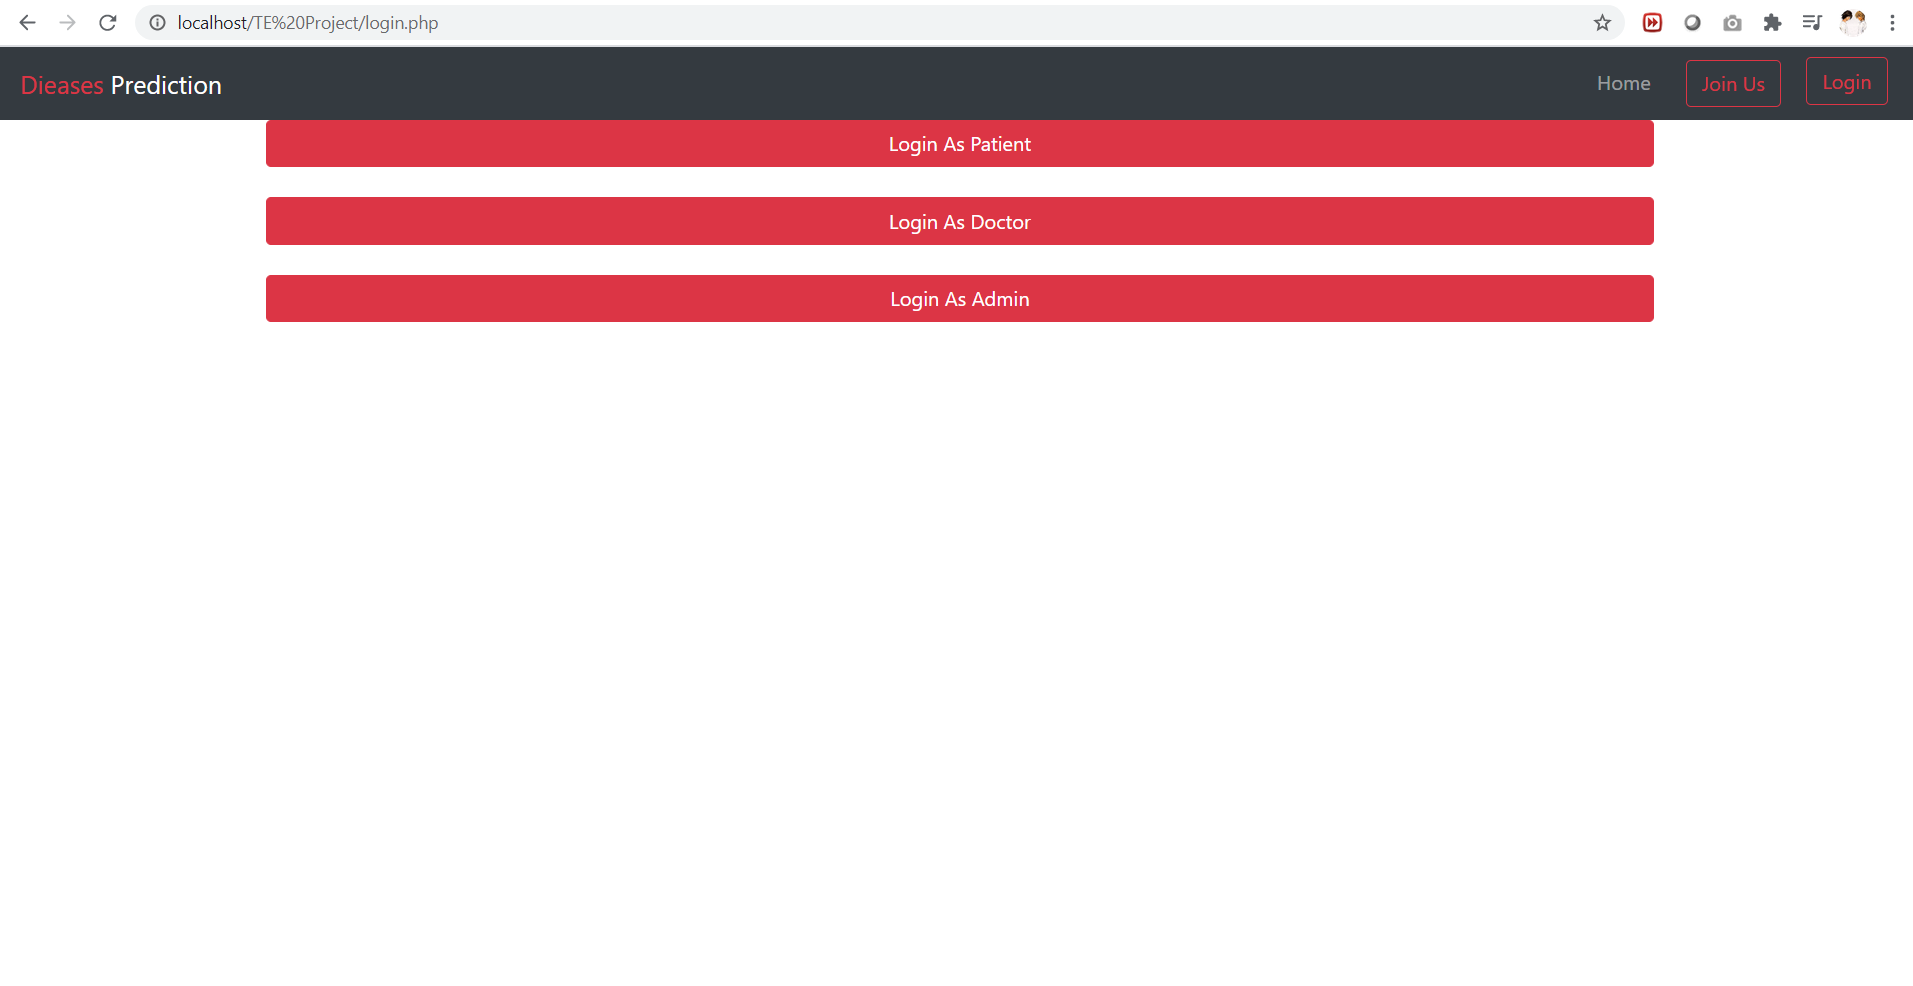 localhost/TE%20Project/login.php
Dieases Prediction
Home
Join Us
Login
Login As Patient
Login As Doctor
Login As Admin